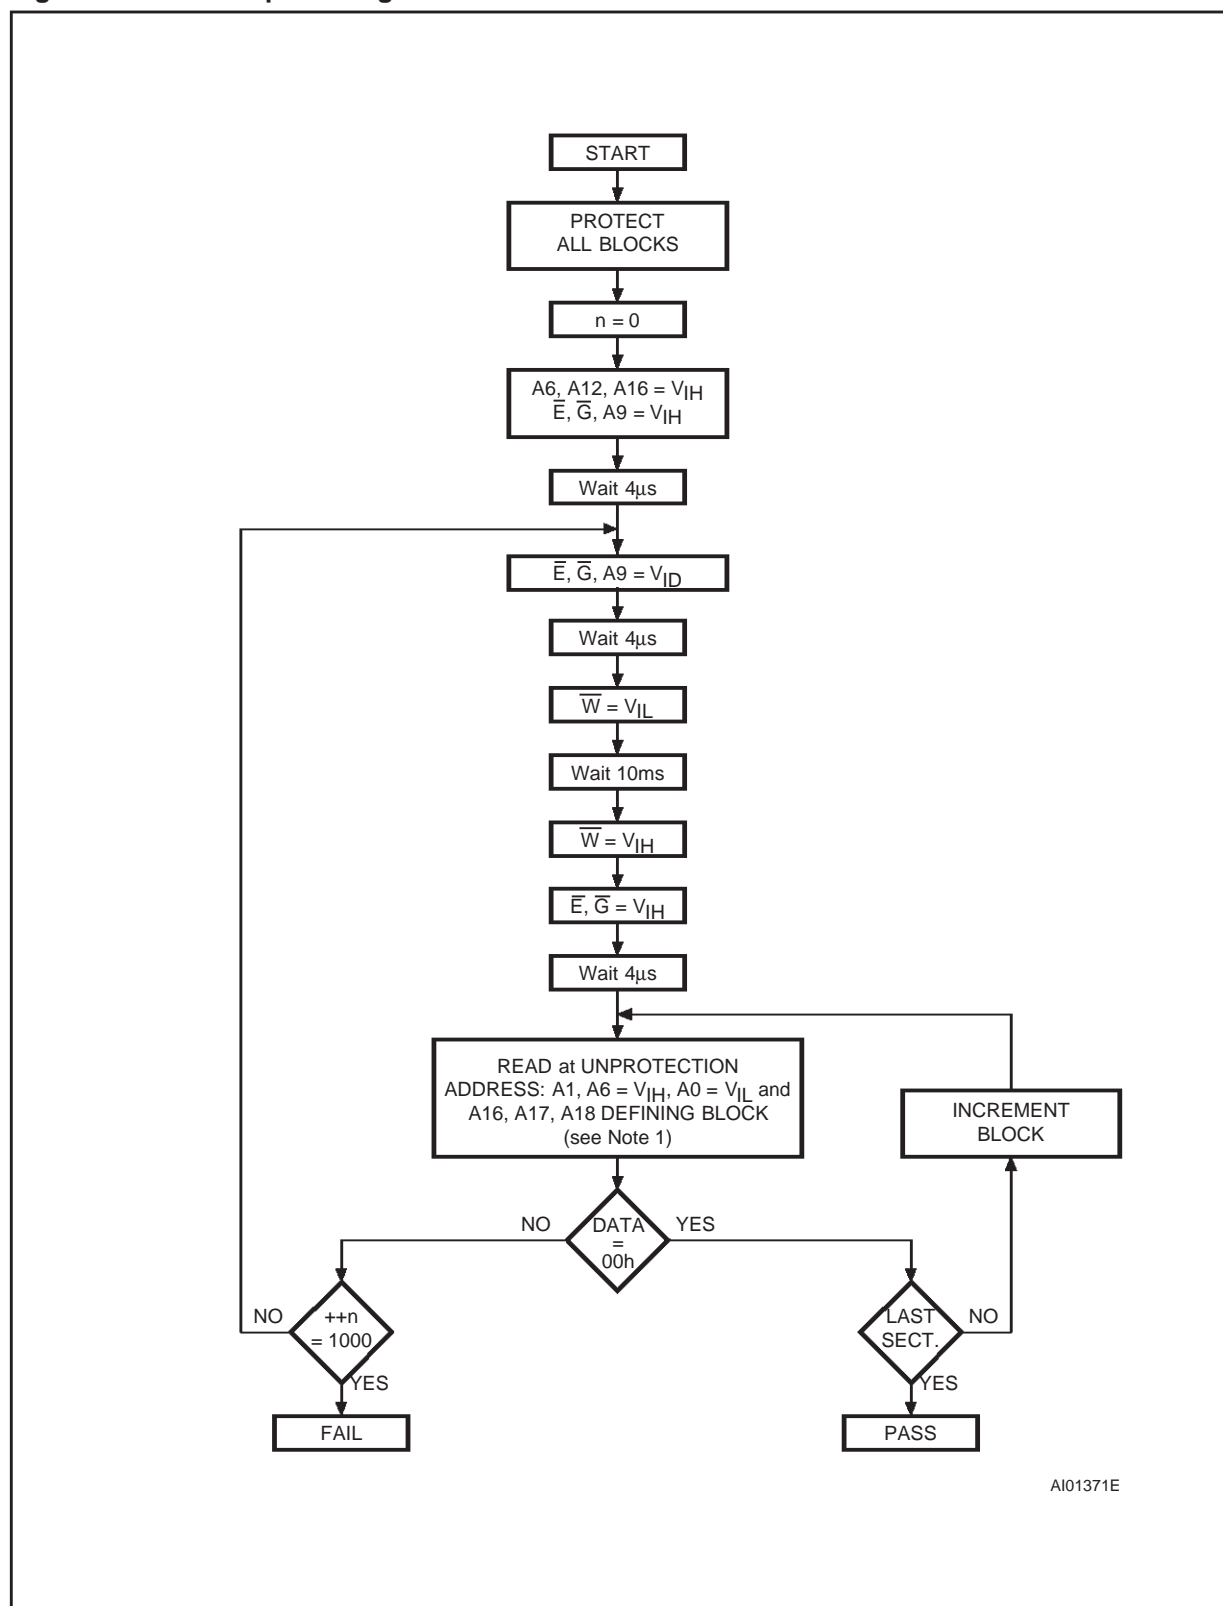 START
PROTECT
ALL BLOCKS
n = 0
A6, A12, A16 = VIH
E̅, G̅, A9 = VIH
Wait 4µs
E̅, G̅, A9 = VID
Wait 4µs
W̅ = VIL
Wait 10ms
W̅ = VIH
E̅, G̅ = VIH
Wait 4µs
READ at UNPROTECTION
ADDRESS: A1, A6 = VIH, A0 = VIL and
A16, A17, A18 DEFINING BLOCK
(see Note 1)
INCREMENT
BLOCK
NO
DATA
=
00h
YES
NO
++n
= 1000
YES
LAST
SECT.
NO
YES
FAIL
PASS
AI01371E